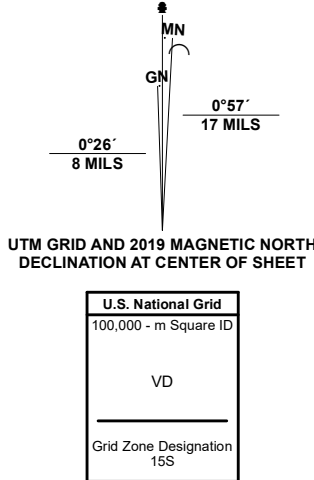 MN
GN
0°57´
17 MILS
0°26´
8 MILS
UTM GRID AND 2019 MAGNETIC NORTH
DECLINATION AT CENTER OF SHEET
U.S. National Grid
100,000 - m Square ID
VD
Grid Zone Designation
15S